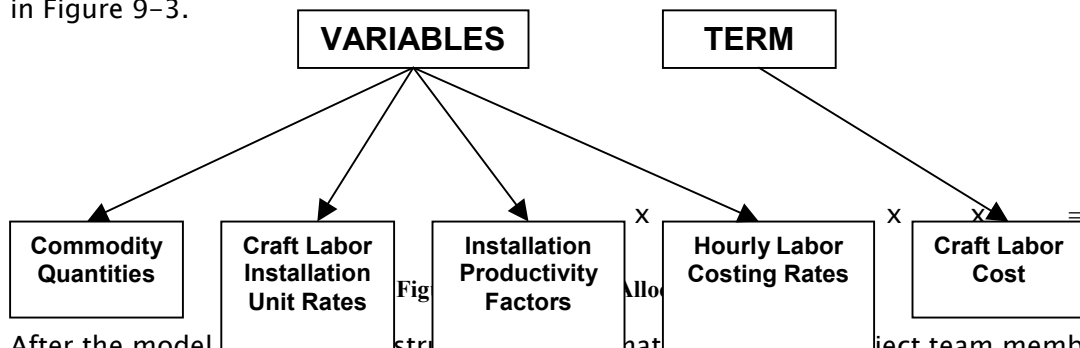 in Figure 9-3.
VARIABLES
TERM
x
x
x
=
Commodity
Quantities
Craft Labor
Installation
Unit Rates
Installation
Productivity
Factors
Hourly Labor
Costing Rates
Craft Labor
Cost
After the model